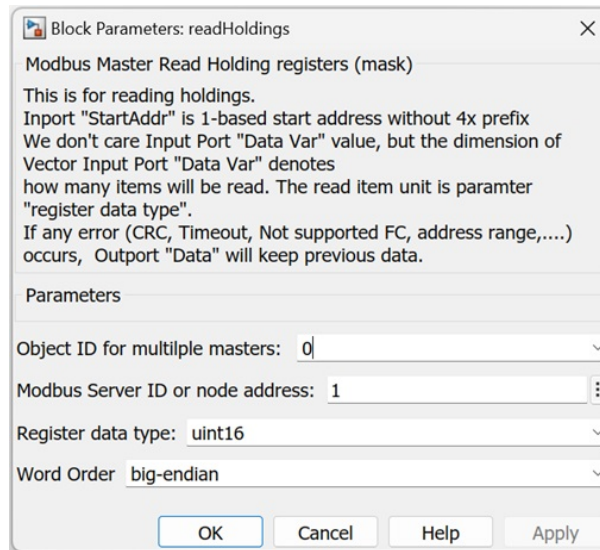 Block Parameters: readHoldings
Modbus Master Read Holding registers (mask)
This is for reading holdings.
Inport "StartAddr" is 1-based start address without 4x prefix
We don't care Input Port "Data Var" value, but the dimension of
Vector Input Port "Data Var" denotes
how many items will be read. The read item unit is paramter
"register data type".
If any error (CRC, Timeout, Not supported FC, address range,....)
occurs, Outport "Data" will keep previous data.
Parameters
Object ID for multilple masters: 0
Modbus Server ID or node address: 1
Register data type: uint16
Word Order big-endian
OK Cancel Help Apply